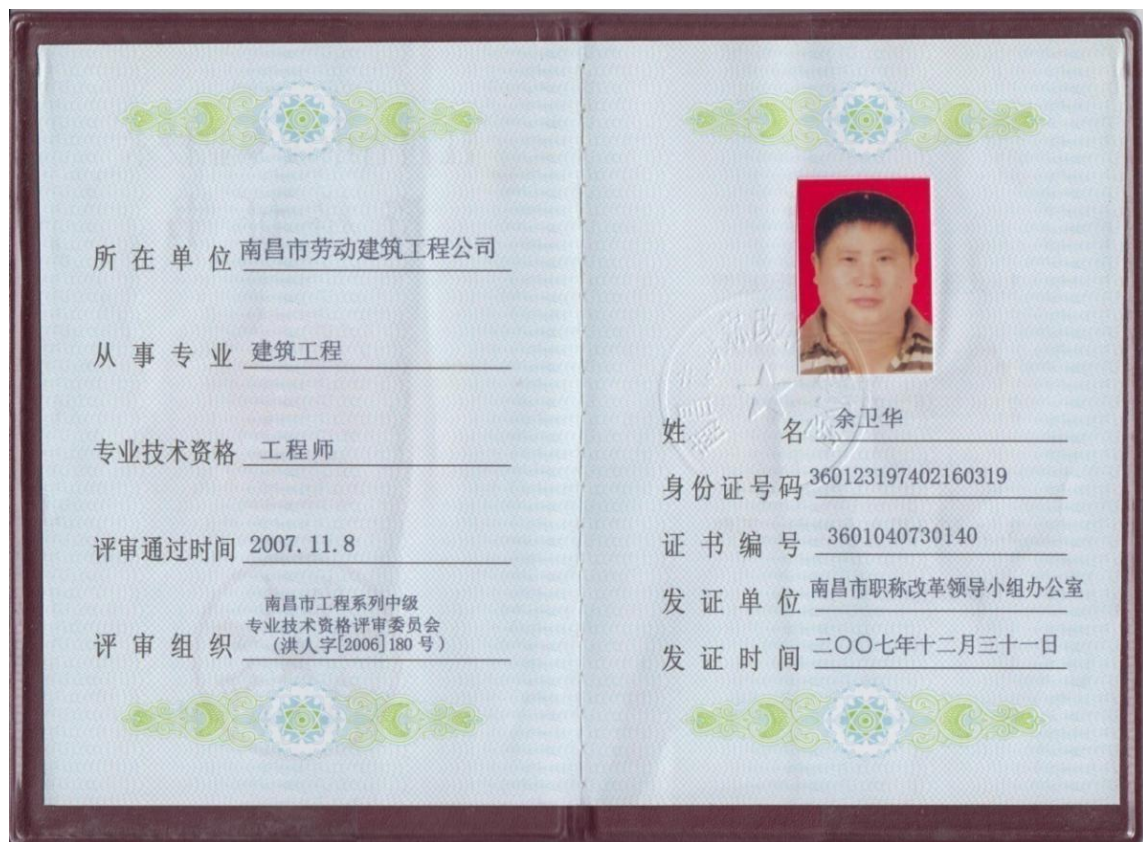 所在单位 南昌市劳动建筑工程公司
从事专业 建筑工程
专业技术资格 工程师
评审通过时间 2007.11.8
评审组织 南昌市工程系列中级
专业技术资格评审委员会
(洪人字[2006]180号)
姓名 余卫华
身份证号码 360123197402160319
证书编号 3601040730140
发证单位 南昌市职称改革领导小组办公室
发证时间 二〇〇七年十二月三十一日